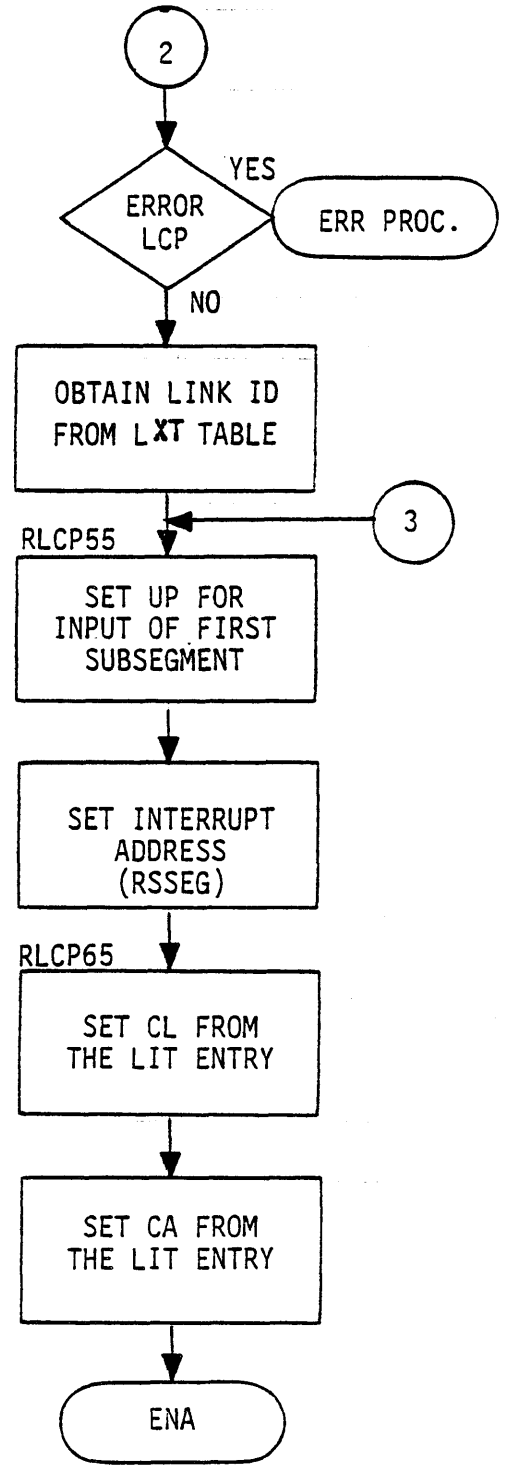 2
YES
ERROR
LCP
ERR PROC.
NO
OBTAIN LINK ID
FROM LXT TABLE
3
RLCP55
SET UP FOR
INPUT OF FIRST
SUBSEGMENT
SET INTERRUPT
ADDRESS
(RSSEG)
RLCP65
SET CL FROM
THE LIT ENTRY
SET CA FROM
THE LIT ENTRY
ENA